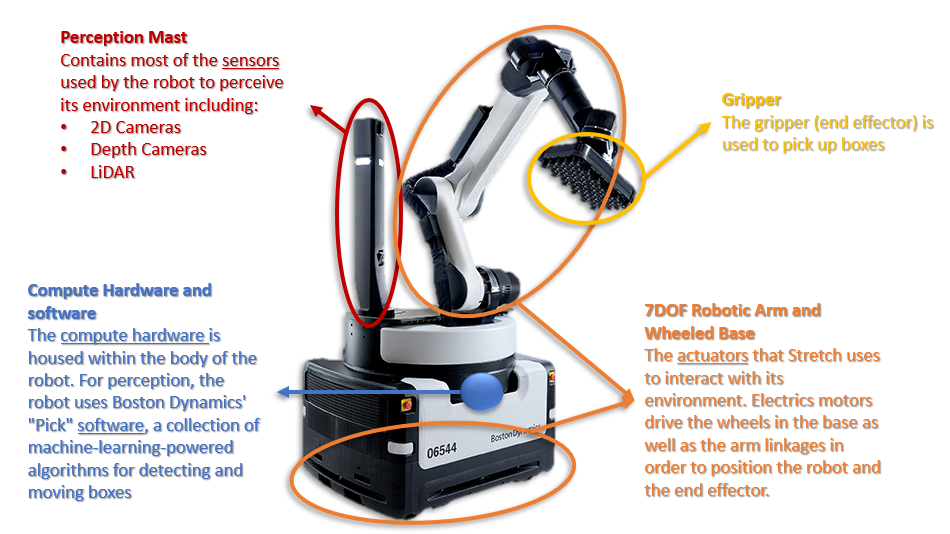 Perception Mast
Contains most of the sensors
used by the robot to perceive
its environment including:
• 2D Cameras
• Depth Cameras
• LiDAR
Gripper
The gripper (end effector) is
used to pick up boxes
Compute Hardware and
software
The compute hardware is
housed within the body of the
robot. For perception, the
robot uses Boston Dynamics'
"Pick" software, a collection of
machine-learning-powered
algorithms for detecting and
moving boxes
7DOF Robotic Arm and
Wheeled Base
The actuators that Stretch uses
to interact with its
environment. Electrics motors
drive the wheels in the base as
well as the arm linkages in
order to position the robot and
the end effector.
06544
BostonDynamics